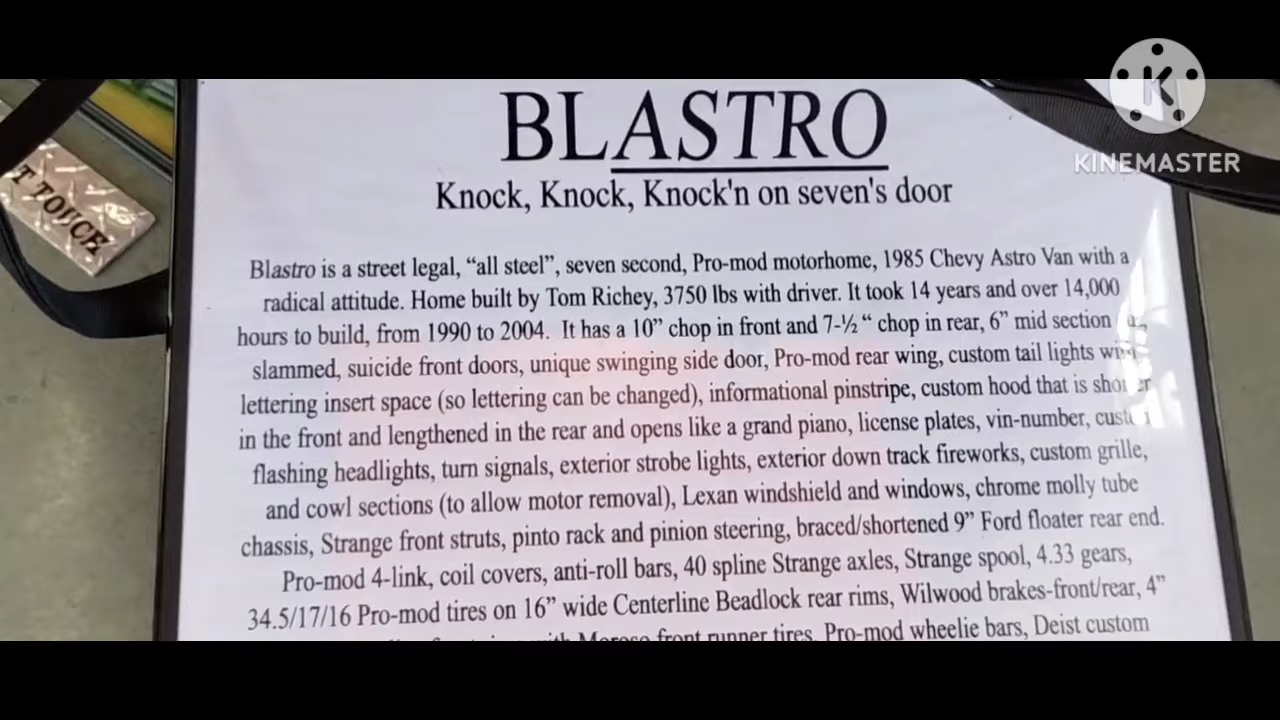 BLASTRO
Knock, Knock, Knock'n on seven's door
Blastro is a street legal, “all steel”, seven second, Pro-mod motorhome, 1985 Chevy Astro Van with a
radical attitude. Home built by Tom Richey, 3750 lbs with driver. It took 14 years and over 14,000
hours to build, from 1990 to 2004. It has a 10” chop in front and 7-½ “ chop in rear, 6” mid section
slammed, suicide front doors, unique swinging side door, Pro-mod rear wing, custom tail lights with
lettering insert space (so lettering can be changed), informational pinstripe, custom hood that is shorter
in the front and lengthened in the rear and opens like a grand piano, license plates, vin-number, custom
flashing headlights, turn signals, exterior strobe lights, exterior down track fireworks, custom grille,
and cowl sections (to allow motor removal), Lexan windshield and windows, chrome molly tube
chassis, Strange front struts, pinto rack and pinion steering, braced/shortened 9” Ford floater rear end.
Pro-mod 4-link, coil covers, anti-roll bars, 40 spline Strange axles, Strange spool, 4.33 gears,
34.5/17/16 Pro-mod tires on 16” wide Centerline Beadlock rear rims, Wilwood brakes-front/rear, 4”
with Moroso front runner tires, Pro-mod wheelie bars, Deist custom
T TOUCH
KINEMASTER